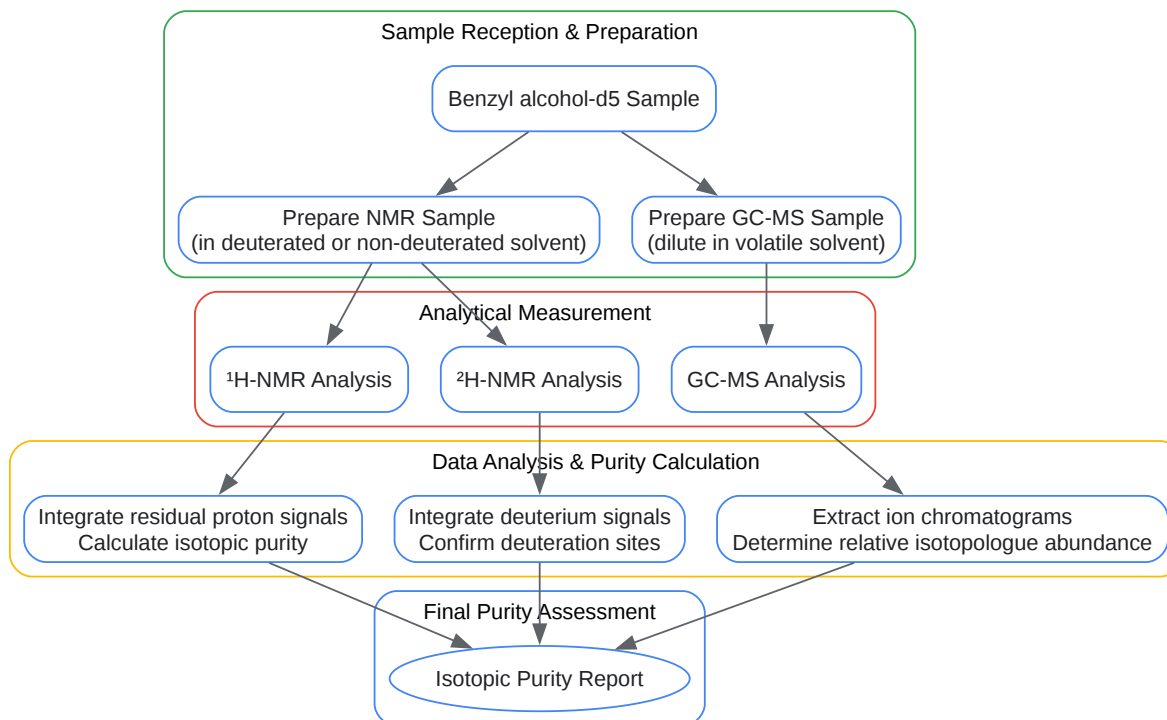 Sample Reception & Preparation
Benzyl alcohol-d5 Sample
Prepare NMR Sample
(in deuterated or non-deuterated solvent)
Prepare GC-MS Sample
(dilute in volatile solvent)
Analytical Measurement
¹H-NMR Analysis
²H-NMR Analysis
GC-MS Analysis
Data Analysis & Purity Calculation
Integrate residual proton signals
Calculate isotopic purity
Integrate deuterium signals
Confirm deuteration sites
Extract ion chromatograms
Determine relative isotopologue abundance
Final Purity Assessment
Isotopic Purity Report